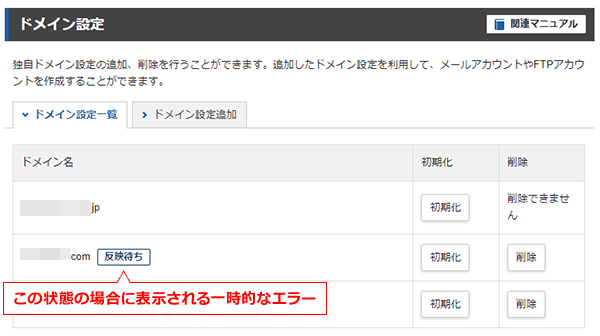 ドメイン設定
関連マニュアル
独自ドメイン設定の追加、削除を行うことができます。追加したドメイン設定を利用して、メールアカウントやFTPアカウ
ントを作成することができます。
ドメイン設定一覧
ドメイン設定追加
ドメイン名 初期化 削除
jp 初期化 削除できませ
ん
com 反映待ち 初期化 削除
この状態の場合に表示される一時的なエラー
初期化 削除